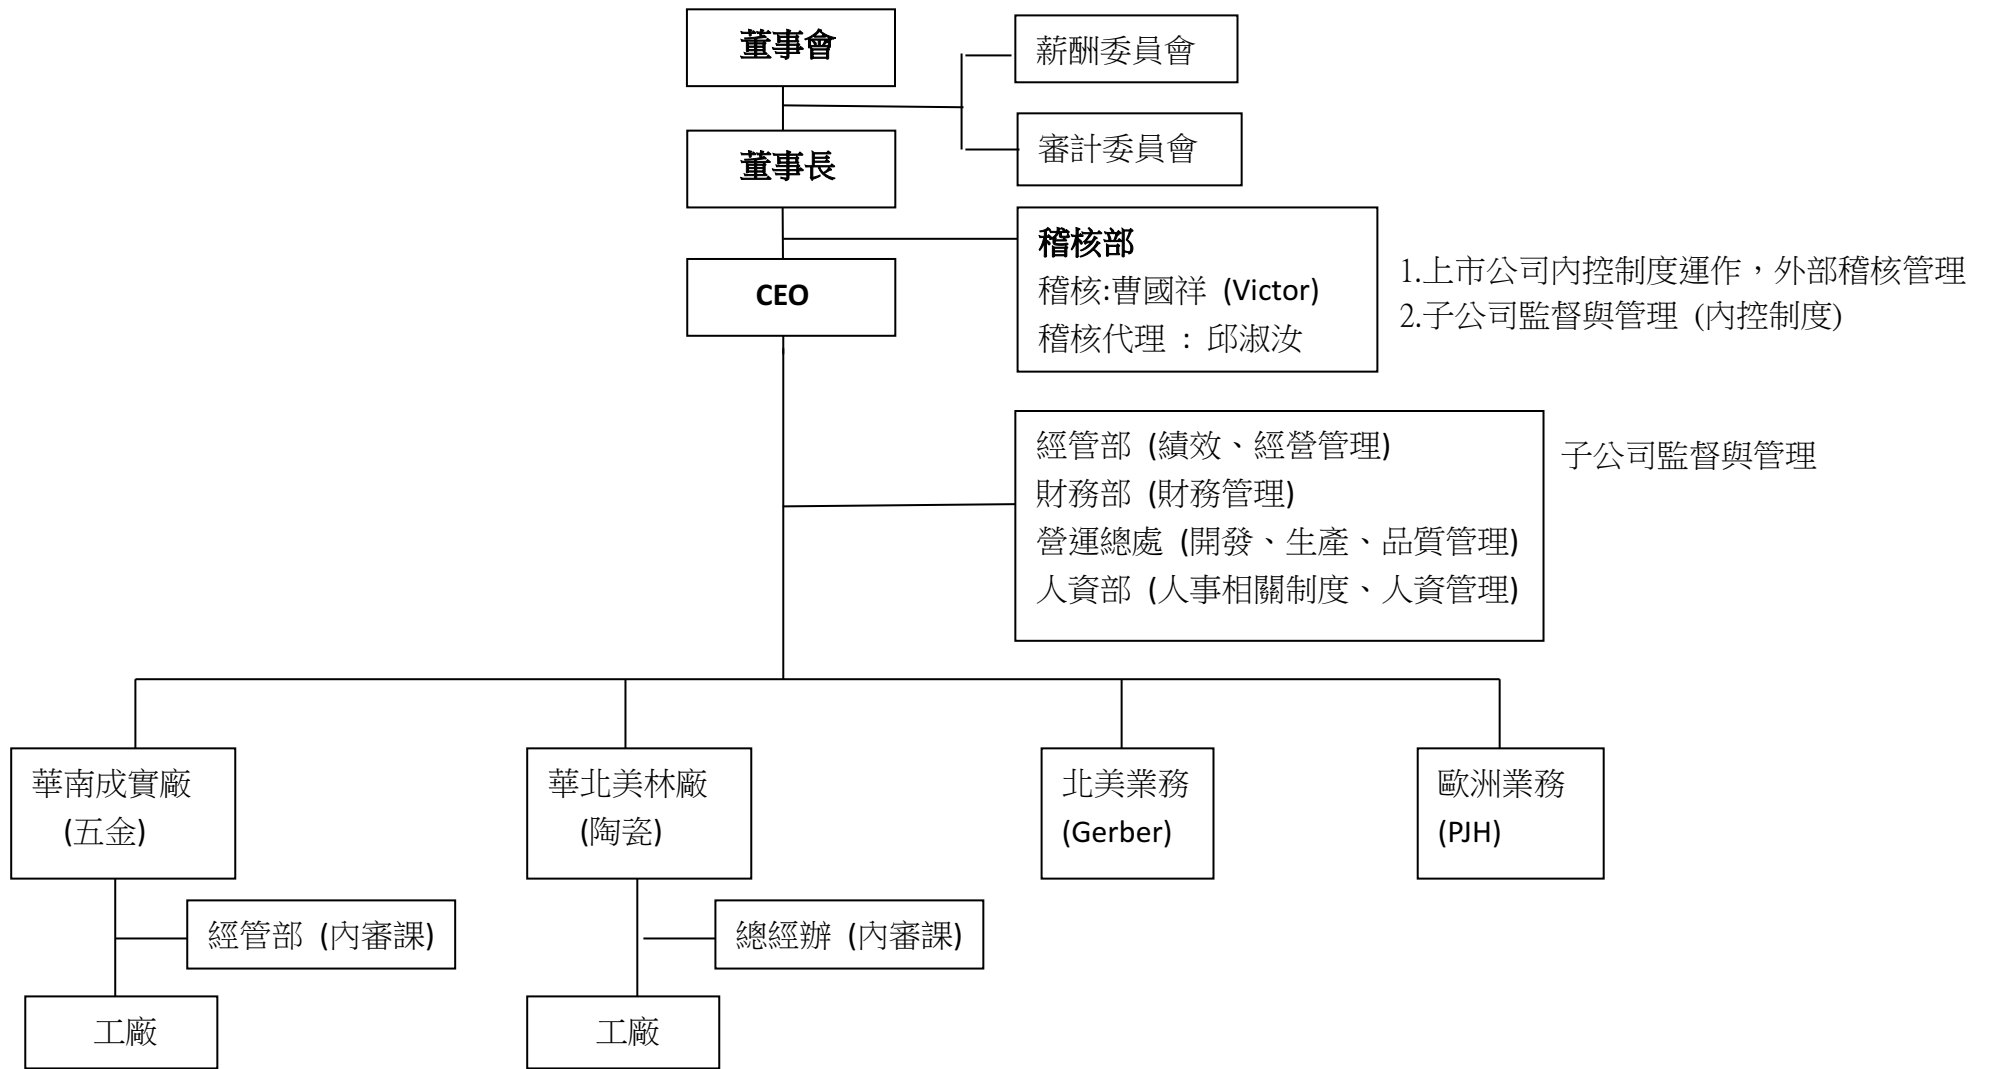 董事會
薪酬委員會
審計委員會
董事長
稽核部
稽核:曹國祥 (Victor)
稽核代理 : 邱淑汝
1.上市公司內控制度運作，外部稽核管理
2.子公司監督與管理 (內控制度)
CEO
經管部 (績效、經營管理)
財務部 (財務管理)
營運總處 (開發、生產、品質管理)
人資部 (人事相關制度、人資管理)
子公司監督與管理
華南成實廠
(五金)
華北美林廠
(陶瓷)
北美業務
(Gerber)
歐洲業務
(PJH)
經管部 (內審課)
總經辦 (內審課)
工廠
工廠